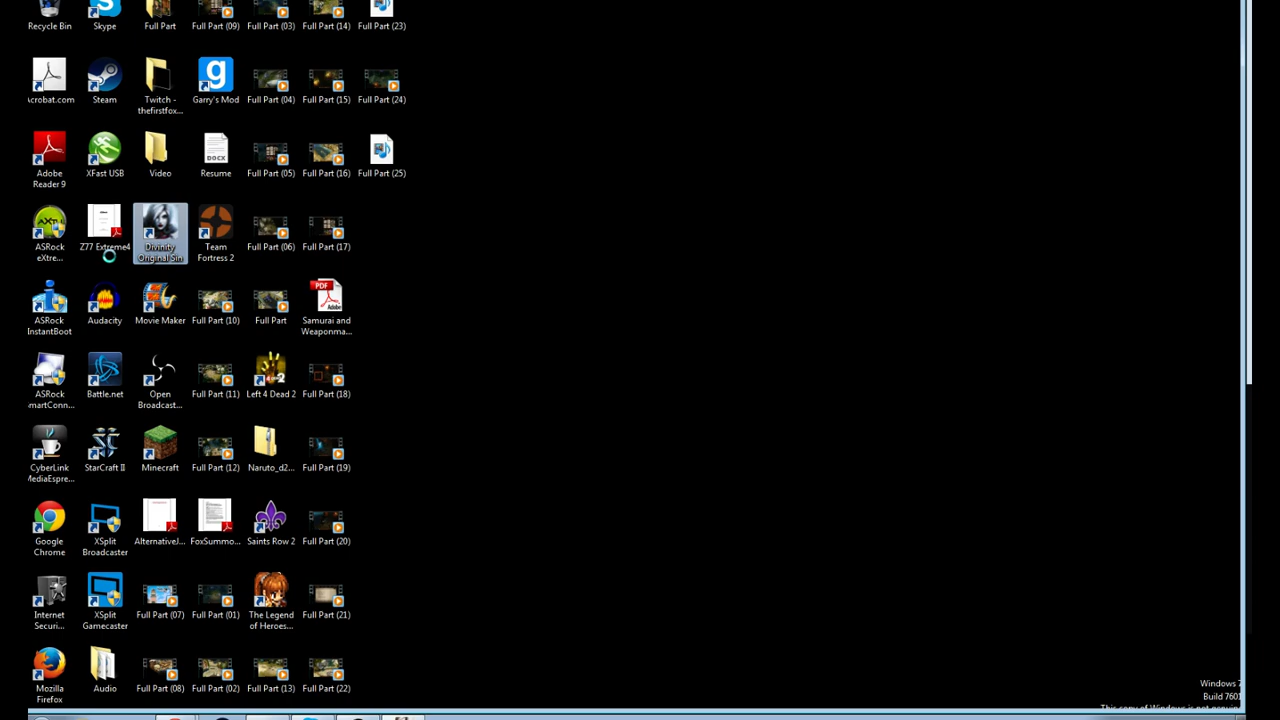 Recycle Bin
Skype
Full Part
Full Part (09)
Full Part (03)
Full Part (14)
Full Part (23)
Acrobat.com
Steam
Twitch -
thefirstfox...
Garry's Mod
Full Part (04)
Full Part (15)
Full Part (24)
Adobe
Reader 9
XFast USB
Video
DOCX
Resume
Full Part (05)
Full Part (16)
Full Part (25)
ASRock
eXtre...
Z77 Extreme4
Divinity
Original Sin
Team
Fortress 2
Full Part (06)
Full Part (17)
ASRock
InstantBoot
Audacity
Movie Maker
Full Part (10)
Full Part
PDF
Adobe
Samurai and
Weaponma...
ASRock
SmartConn...
Battle.net
Open
Broadcast...
Full Part (11)
Left 4 Dead 2
Full Part (18)
CyberLink
MediaEspre...
StarCraft II
Minecraft
Full Part (12)
Naruto_d2...
Full Part (19)
Google
Chrome
XSplit
Broadcaster
AlternativeJ...
FoxSummo...
Saints Row 2
Full Part (20)
Internet
Securi...
XSplit
Gamecaster
Full Part (07)
Full Part (01)
The Legend
of Heroes...
Full Part (21)
Mozilla
Firefox
Audio
Full Part (08)
Full Part (02)
Full Part (13)
Full Part (22)
Windows 7
Build 7601
This copy of Windows is not genuin